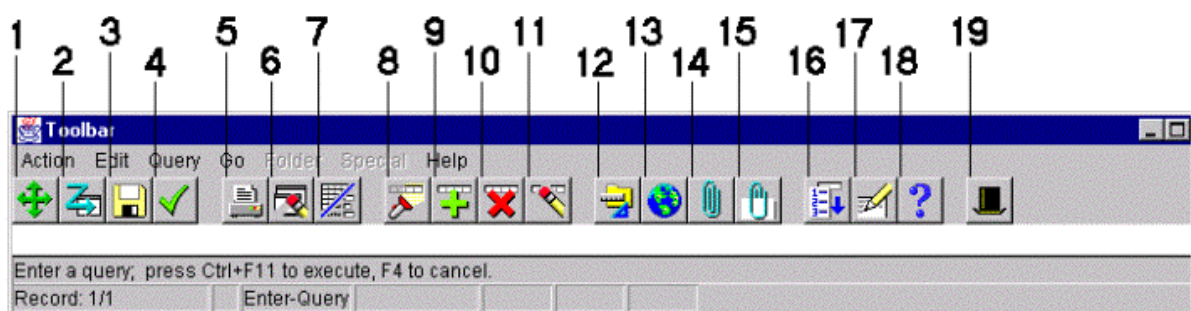 1 3 5 7 9 11 13 15 17 19
2 4 6 8 10 12 14 16 18
Toolbar
Action Edit Query Go Folder Special Help
Enter a query; press Ctrl+F11 to execute, F4 to cancel.
Record: 1/1 Enter-Query